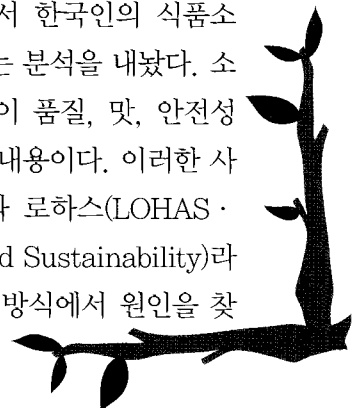 서 한국인의 식품소
는 분석을 내놨다. 소
이 품질, 맛, 안전성
내용이다. 이러한 사
로하스(LOHAS·
d Sustainability)라
방식에서 원인을 찾